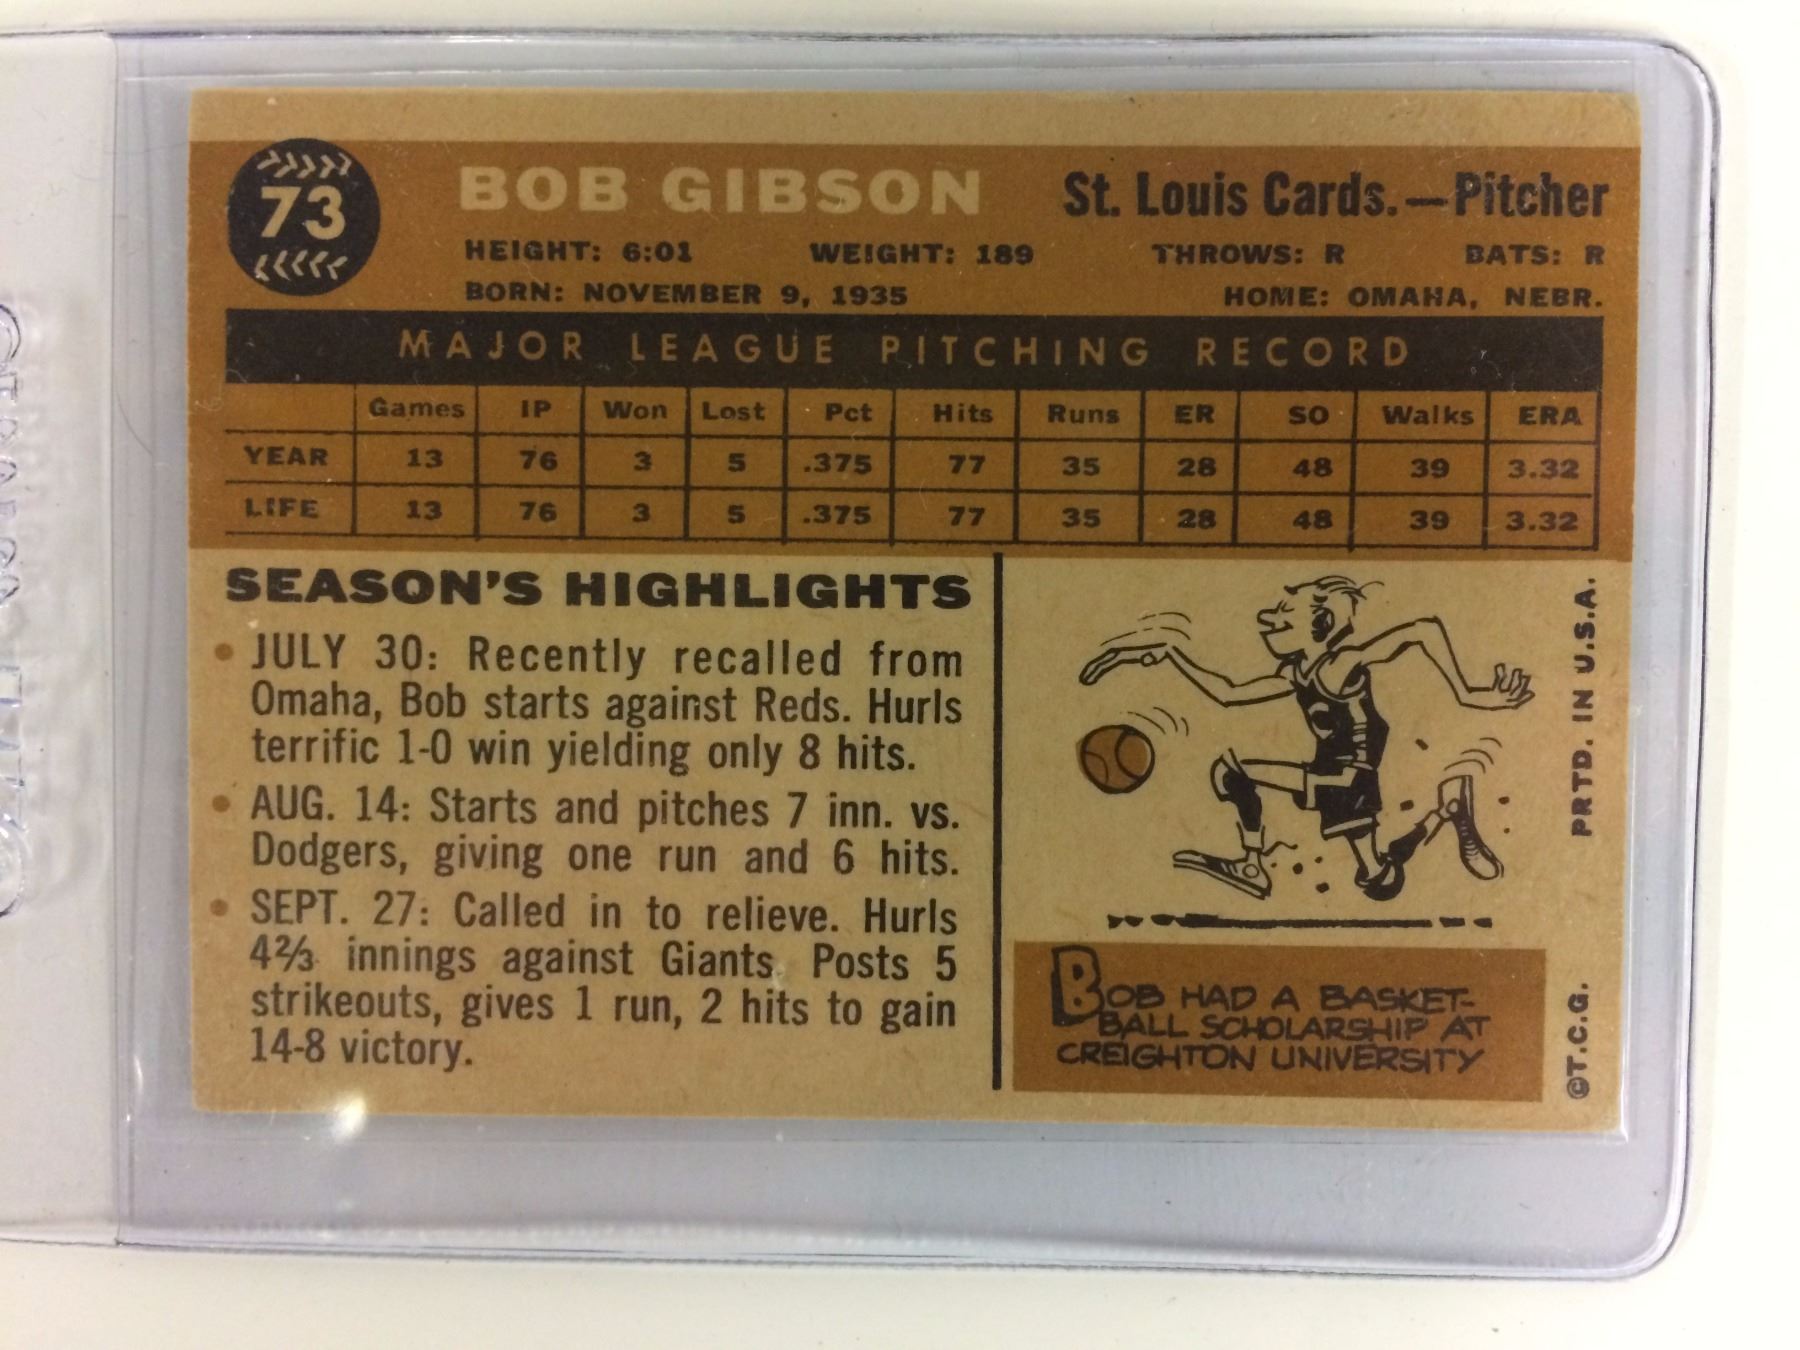 73
BOB GIBSON
St. Louis Cards.—Pitcher
HEIGHT: 6:01 WEIGHT: 189 THROWS: R BATS: R
BORN: NOVEMBER 9, 1935 HOME: OMAHA, NEBR.
MAJOR LEAGUE PITCHING RECORD
Games IP Won Lost Pct Hits Runs ER SO Walks ERA
YEAR 13 76 3 5 .375 77 35 28 48 39 3.32
LIFE 13 76 3 5 .375 77 35 28 48 39 3.32
SEASON'S HIGHLIGHTS
• JULY 30: Recently recalled from
Omaha, Bob starts against Reds. Hurls
terrific 1-0 win yielding only 8 hits.
• AUG. 14: Starts and pitches 7 inn. vs.
Dodgers, giving one run and 6 hits.
• SEPT. 27: Called in to relieve. Hurls
4⅔ innings against Giants. Posts 5
strikeouts, gives 1 run, 2 hits to gain
14-8 victory.
C
BOB HAD A BASKET-
BALL SCHOLARSHIP AT
CREIGHTON UNIVERSITY
©T.C.G. PRTD. IN U.S.A.